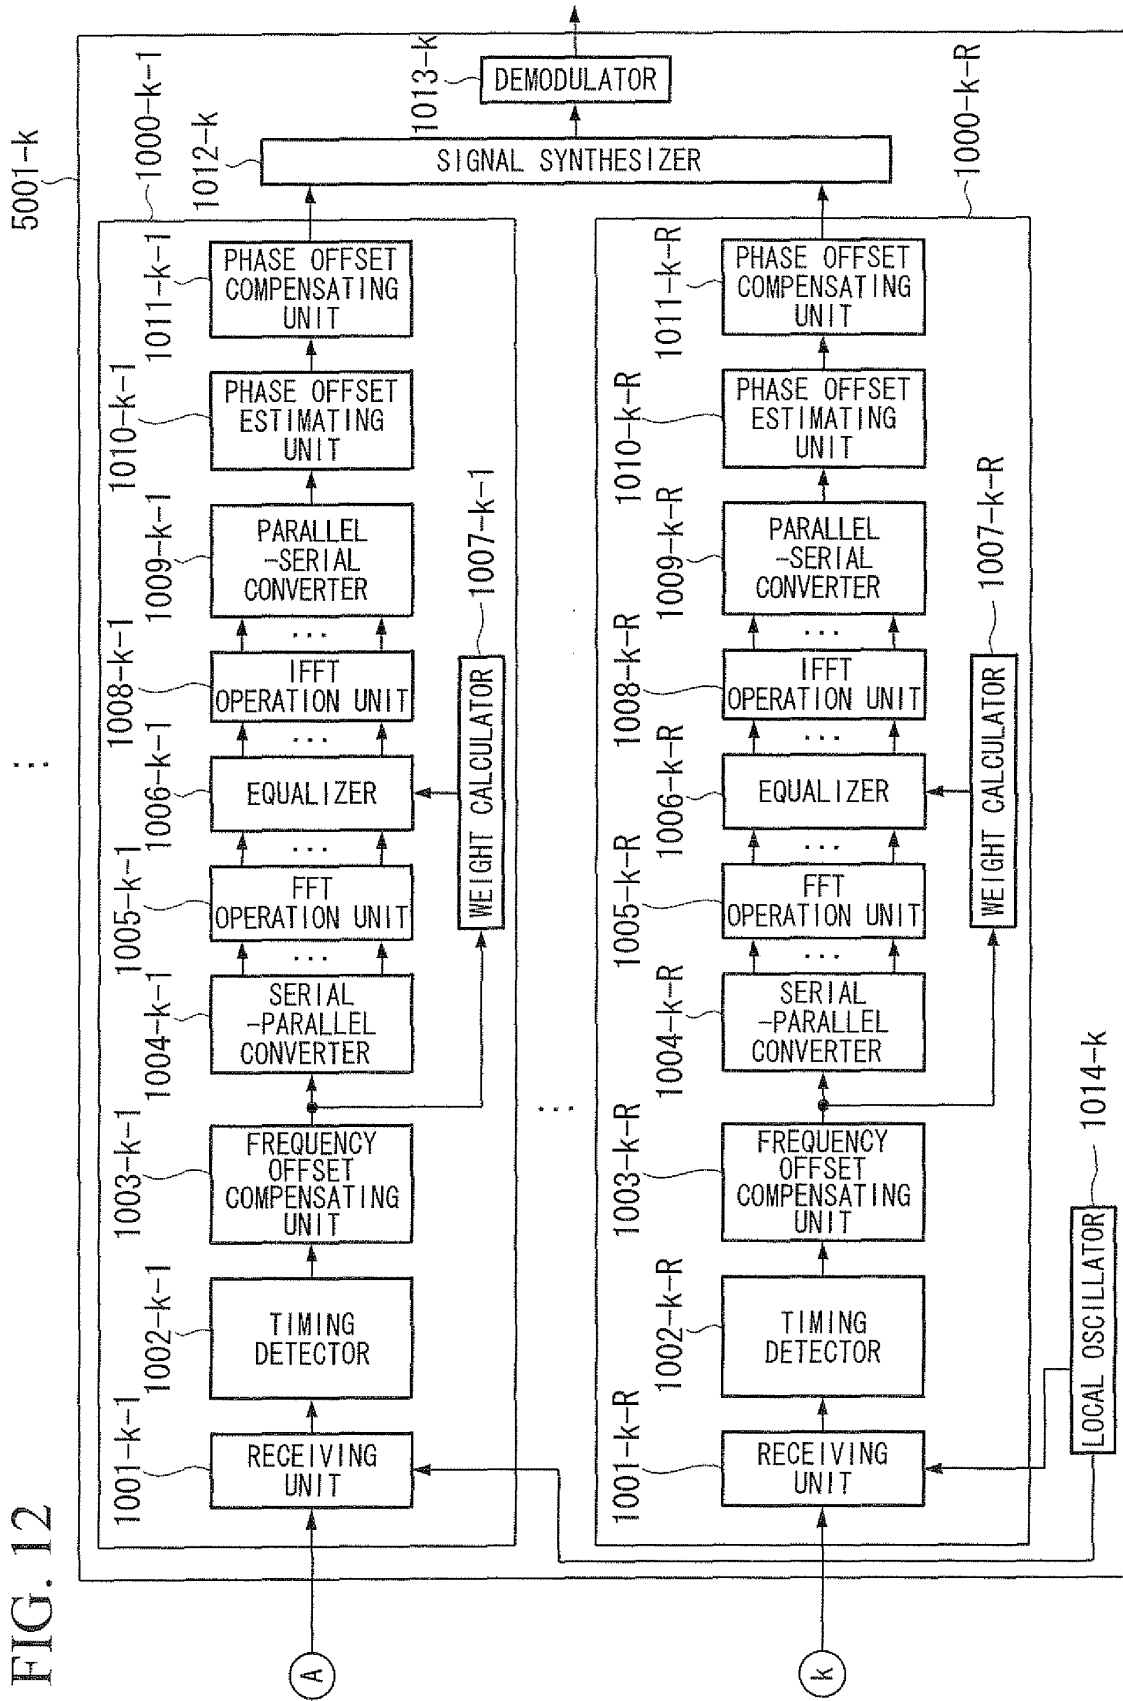 FIG. 12
...
5001-k
1000-k-1
1001-k-1
RECEIVING
UNIT
1002-k-1
TIMING
DETECTOR
1003-k-1
FREQUENCY
OFFSET
COMPENSATING
UNIT
1004-k-1
SERIAL
-PARALLEL
CONVERTER
...
1005-k-1
FFT
OPERATION UNIT
...
1006-k-1
EQUALIZER
...
1008-k-1
IFFT
OPERATION UNIT
...
1009-k-1
PARALLEL
-SERIAL
CONVERTER
1010-k-1
PHASE OFFSET
ESTIMATING
UNIT
1011-k-1
PHASE OFFSET
COMPENSATING
UNIT
1007-k-1
WEIGHT CALCULATOR
1012-k
SIGNAL SYNTHESIZER
1013-k
DEMODULATOR
A
...
1000-k-R
1001-k-R
RECEIVING
UNIT
1002-k-R
TIMING
DETECTOR
1003-k-R
FREQUENCY
OFFSET
COMPENSATING
UNIT
1004-k-R
SERIAL
-PARALLEL
CONVERTER
...
1005-k-R
FFT
OPERATION UNIT
...
1006-k-R
EQUALIZER
...
1008-k-R
IFFT
OPERATION UNIT
...
1009-k-R
PARALLEL
-SERIAL
CONVERTER
1010-k-R
PHASE OFFSET
ESTIMATING
UNIT
1011-k-R
PHASE OFFSET
COMPENSATING
UNIT
1007-k-R
WEIGHT CALCULATOR
k
1014-k
LOCAL OSCILLATOR